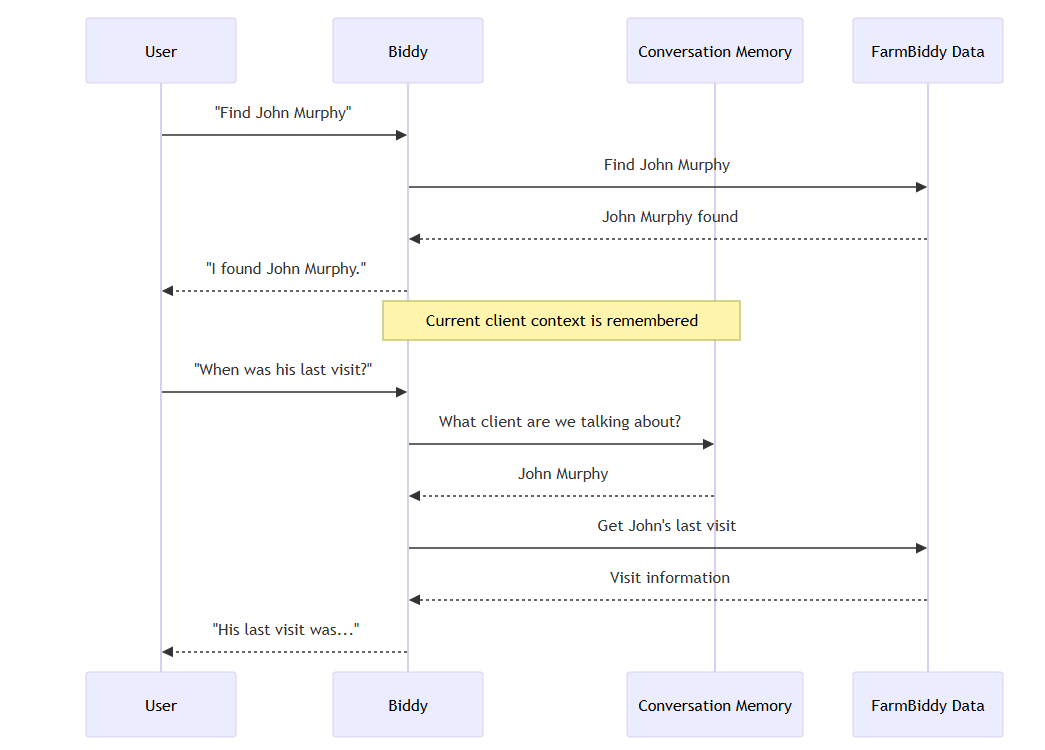 User
Biddy
Conversation Memory
FarmBiddy Data
"Find John Murphy"
Find John Murphy
John Murphy found
"I found John Murphy."
Current client context is remembered
"When was his last visit?"
What client are we talking about?
John Murphy
Get John's last visit
Visit information
"His last visit was..."
User
Biddy
Conversation Memory
FarmBiddy Data